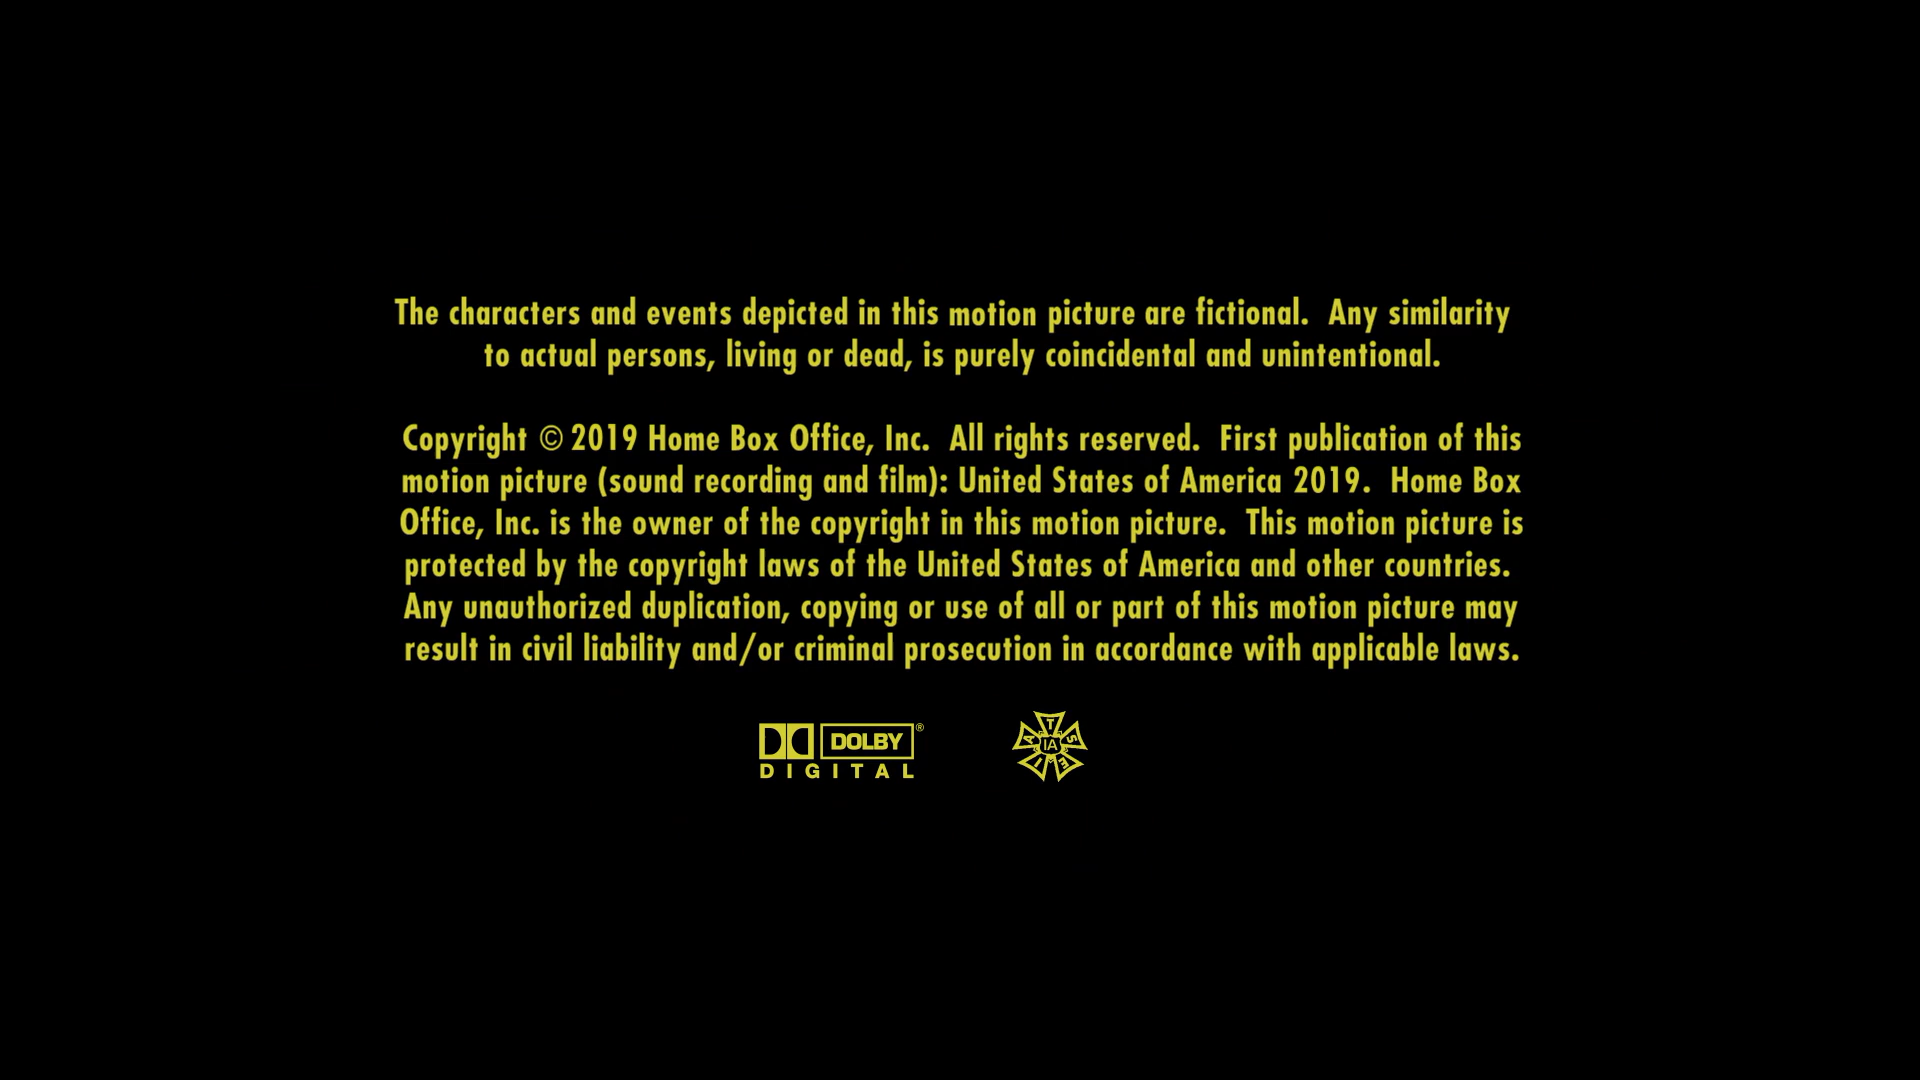 The characters and events depicted in this motion picture are fictional.  Any similarity
to actual persons, living or dead, is purely coincidental and unintentional.
Copyright © 2019 Home Box Office, Inc.  All rights reserved.  First publication of this
motion picture (sound recording and film): United States of America 2019.  Home Box
Office, Inc. is the owner of the copyright in this motion picture.  This motion picture is
protected by the copyright laws of the United States of America and other countries.
Any unauthorized duplication, copying or use of all or part of this motion picture may
result in civil liability and/or criminal prosecution in accordance with applicable laws.
DOLBY®
DIGITAL
IATSE
IA